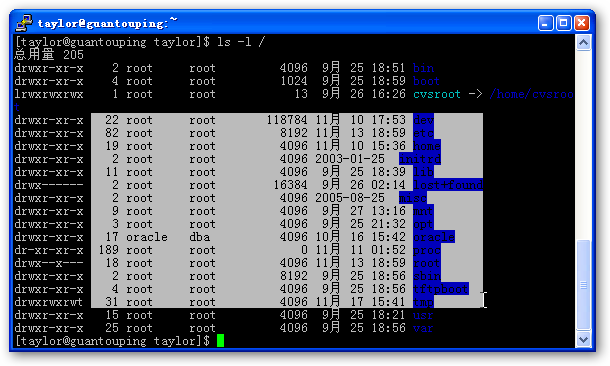 taylor@guantouping:~
[taylor@guantouping taylor]$ ls -l /
总用量 205
drwxr-xr-x 2 root root 4096 9月 25 18:51 bin
drwxr-xr-x 4 root root 1024 9月 25 18:59 boot
lrwxrwxrwx 1 root root 13 9月 26 16:26 cvsroot -> /home/cvsroo
t
drwxr-xr-x 22 root root 118784 11月 10 17:53 dev
drwxr-xr-x 82 root root 8192 11月 13 18:59 etc
drwxr-xr-x 19 root root 4096 11月 10 15:36 home
drwxr-xr-x 2 root root 4096 2003-01-25 initrd
drwxr-xr-x 11 root root 4096 9月 25 18:39 lib
drwx------ 2 root root 16384 9月 26 02:14 lost+found
drwxr-xr-x 2 root root 4096 2005-08-25 misc
drwxr-xr-x 9 root root 4096 9月 27 13:16 mnt
drwxr-xr-x 3 root root 4096 9月 25 21:32 opt
drwxr-xr-x 17 oracle dba 4096 10月 16 15:42 oracle
dr-xr-xr-x 189 root root 0 11月 11 01:52 proc
drwxr-x--- 18 root root 4096 11月 13 18:59 root
drwxr-xr-x 2 root root 8192 9月 25 18:56 sbin
drwxr-xr-x 4 root root 4096 9月 25 18:56 tftpboot
drwxrwxrwt 31 root root 4096 11月 17 15:41 tmp
drwxr-xr-x 15 root root 4096 9月 25 18:21 usr
drwxr-xr-x 25 root root 4096 9月 25 18:56 var
[taylor@guantouping taylor]$